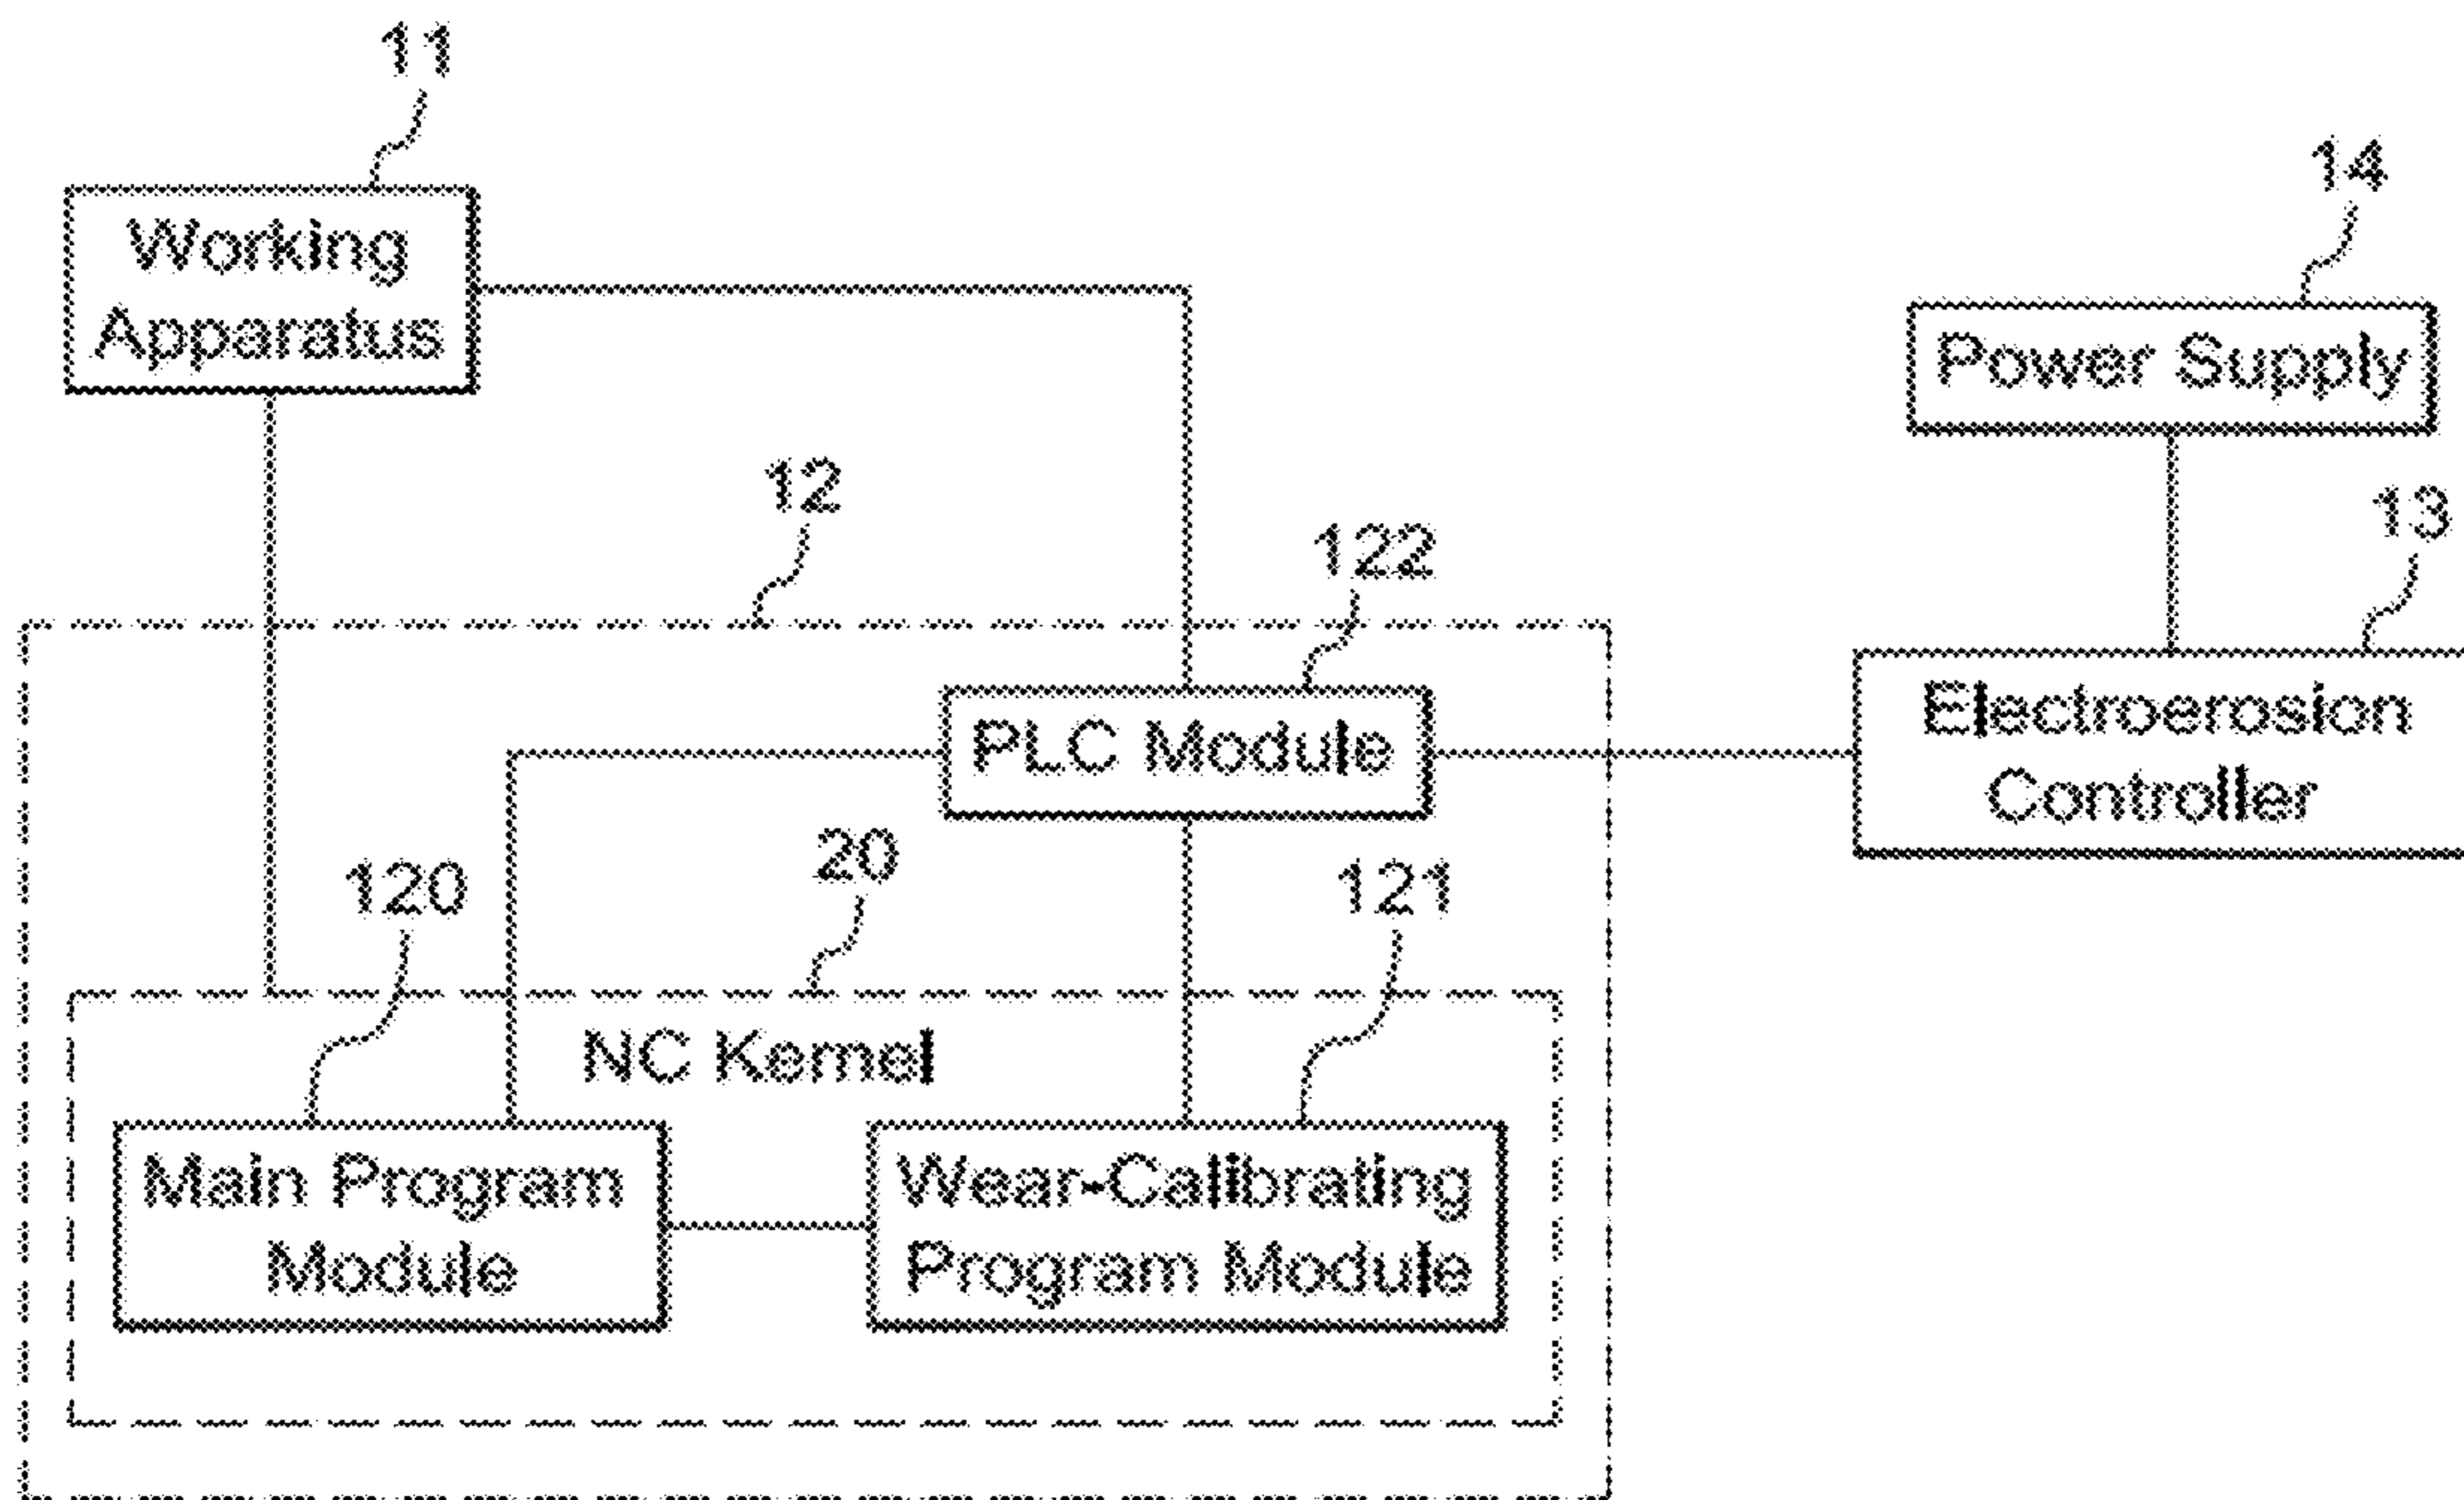 11
14
Working
Apparatus
Power Supply
12
13
122
Electroerosion
Controller
PLC Module
20
120
121
NC Kernel
Main Program
Module
Wear-Calibrating
Program Module